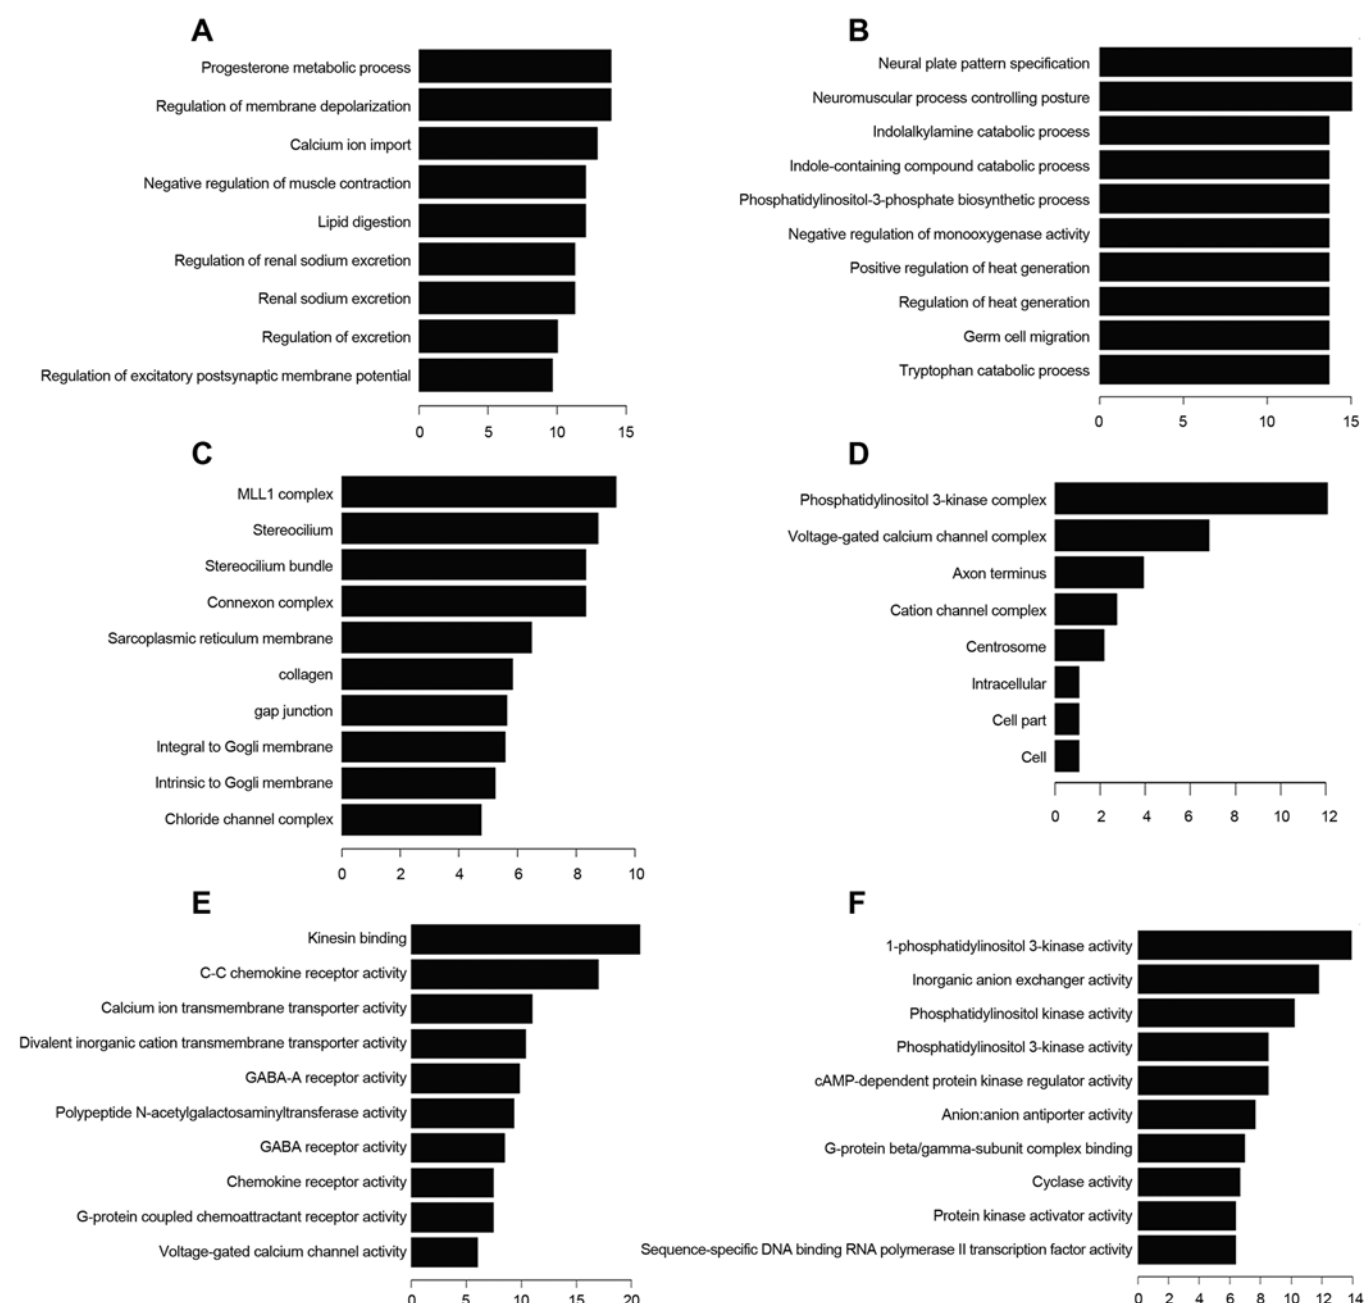 A
Progesterone metabolic process
Regulation of membrane depolarization
Calcium ion import
Negative regulation of muscle contraction
Lipid digestion
Regulation of renal sodium excretion
Renal sodium excretion
Regulation of excretion
Regulation of excitatory postsynaptic membrane potential
0 5 10 15
B
Neural plate pattern specification
Neuromuscular process controlling posture
Indolalkylamine catabolic process
Indole-containing compound catabolic process
Phosphatidylinositol-3-phosphate biosynthetic process
Negative regulation of monooxygenase activity
Positive regulation of heat generation
Regulation of heat generation
Germ cell migration
Tryptophan catabolic process
0 5 10 15
C
MLL1 complex
Stereocilium
Stereocilium bundle
Connexon complex
Sarcoplasmic reticulum membrane
collagen
gap junction
Integral to Gogli membrane
Intrinsic to Gogli membrane
Chloride channel complex
0 2 4 6 8 10
D
Phosphatidylinositol 3-kinase complex
Voltage-gated calcium channel complex
Axon terminus
Cation channel complex
Centrosome
Intracellular
Cell part
Cell
0 2 4 6 8 10 12
E
Kinesin binding
C-C chemokine receptor activity
Calcium ion transmembrane transporter activity
Divalent inorganic cation transmembrane transporter activity
GABA-A receptor activity
Polypeptide N-acetylgalactosaminyltransferase activity
GABA receptor activity
Chemokine receptor activity
G-protein coupled chemoattractant receptor activity
Voltage-gated calcium channel activity
0 5 10 15 20
F
1-phosphatidylinositol 3-kinase activity
Inorganic anion exchanger activity
Phosphatidylinositol kinase activity
Phosphatidylinositol 3-kinase activity
cAMP-dependent protein kinase regulator activity
Anion:anion antiporter activity
G-protein beta/gamma-subunit complex binding
Cyclase activity
Protein kinase activator activity
Sequence-specific DNA binding RNA polymerase II transcription factor activity
0 2 4 6 8 10 12 14